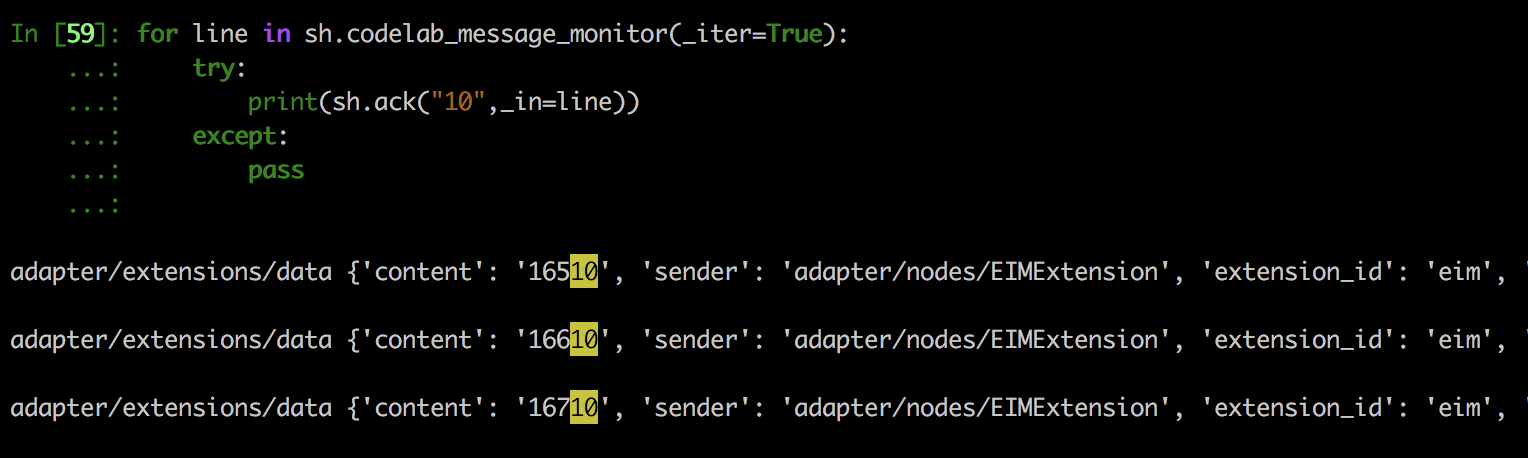 In [59]: for line in sh.codelab_message_monitor(_iter=True):
    ...:     try:
    ...:         print(sh.ack("10",_in=line))
    ...:     except:
    ...:         pass
    ...:
adapter/extensions/data {'content': '16510', 'sender': 'adapter/nodes/EIMExtension', 'extension_id': 'eim', '
adapter/extensions/data {'content': '16610', 'sender': 'adapter/nodes/EIMExtension', 'extension_id': 'eim', '
adapter/extensions/data {'content': '16710', 'sender': 'adapter/nodes/EIMExtension', 'extension_id': 'eim', '